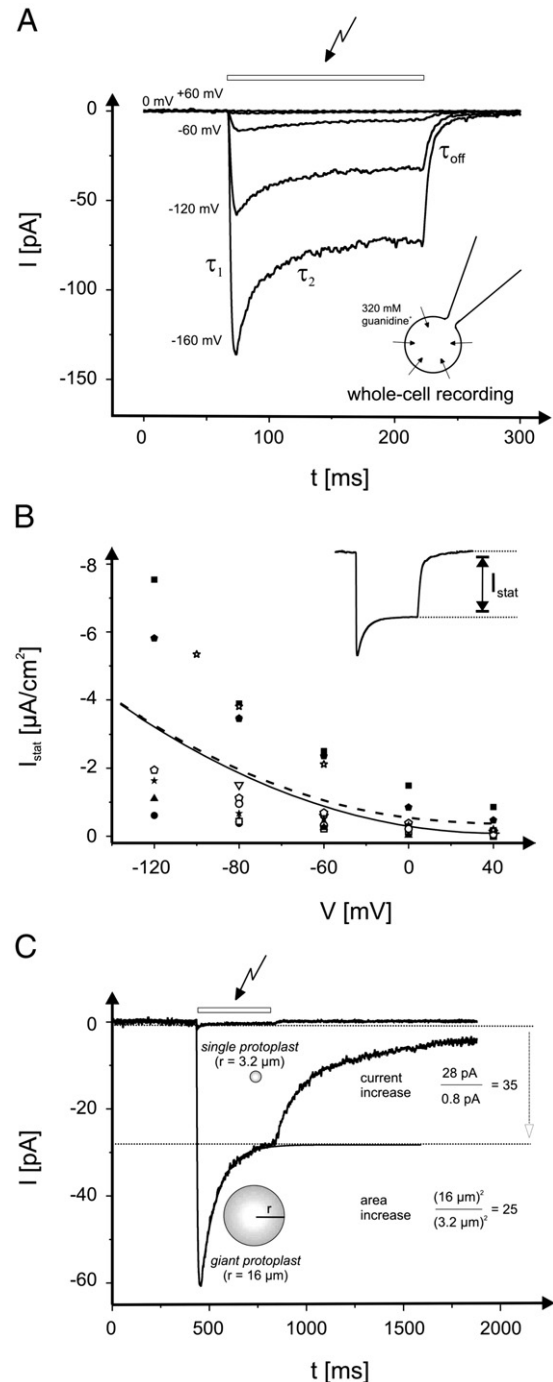 A
0 mV
+60 mV
-60 mV
-120 mV
-160 mV
τ1
τ2
τoff
320 mM
guanidine+
whole-cell recording
0
-50
-100
-150
I [pA]
0
100
200
300
t [ms]
B
-8
-6
-4
-2
0
Istat [µA/cm²]
Istat
-120
-80
-60
0
40
V [mV]
C
0
-20
-40
-60
I [pA]
single protoplast
(r = 3.2 µm)
current
increase
28 pA
0.8 pA
= 35
r
giant protoplast
(r = 16 µm)
area
increase
(16 µm)²
(3.2 µm)²
= 25
0
500
1000
1500
2000
t [ms]